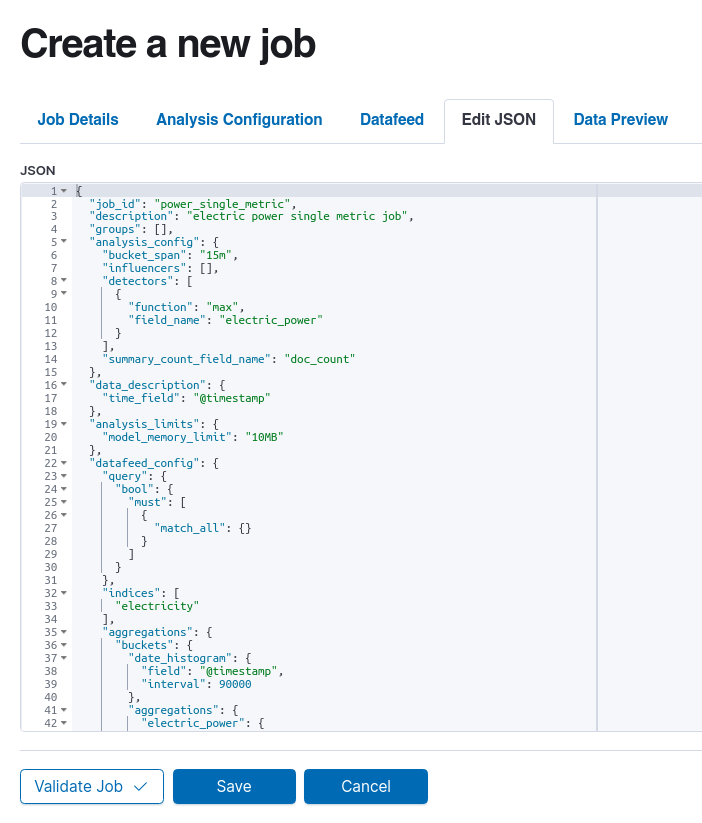 Create a new job
Job Details Analysis Configuration Datafeed Edit JSON Data Preview
JSON
1 {
2 "job_id": "power_single_metric",
3 "description": "electric power single metric job",
4 "groups": [],
5 "analysis_config": {
6 "bucket_span": "15m",
7 "influencers": [],
8 "detectors": [
9 {
10 "function": "max",
11 "field_name": "electric_power"
12 }
13 ],
14 "summary_count_field_name": "doc_count"
15 },
16 "data_description": {
17 "time_field": "@timestamp"
18 },
19 "analysis_limits": {
20 "model_memory_limit": "10MB"
21 },
22 "datafeed_config": {
23 "query": {
24 "bool": {
25 "must": [
26 {
27 "match_all": {}
28 }
29 ]
30 }
31 },
32 "indices": [
33 "electricity"
34 ],
35 "aggregations": {
36 "buckets": {
37 "date_histogram": {
38 "field": "@timestamp",
39 "interval": 90000
40 },
41 "aggregations": {
42 "electric_power": {
Validate Job Save Cancel